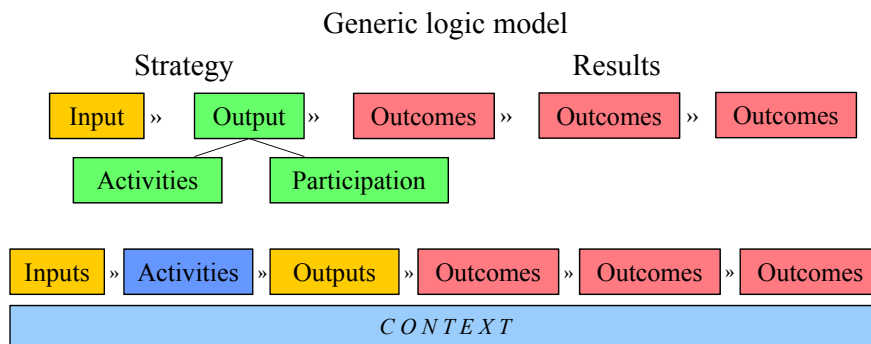 Generic logic model
Strategy Results
Input » Output » Outcomes » Outcomes » Outcomes
Activities Participation
Inputs » Activities » Outputs » Outcomes » Outcomes » Outcomes
CONTEXT